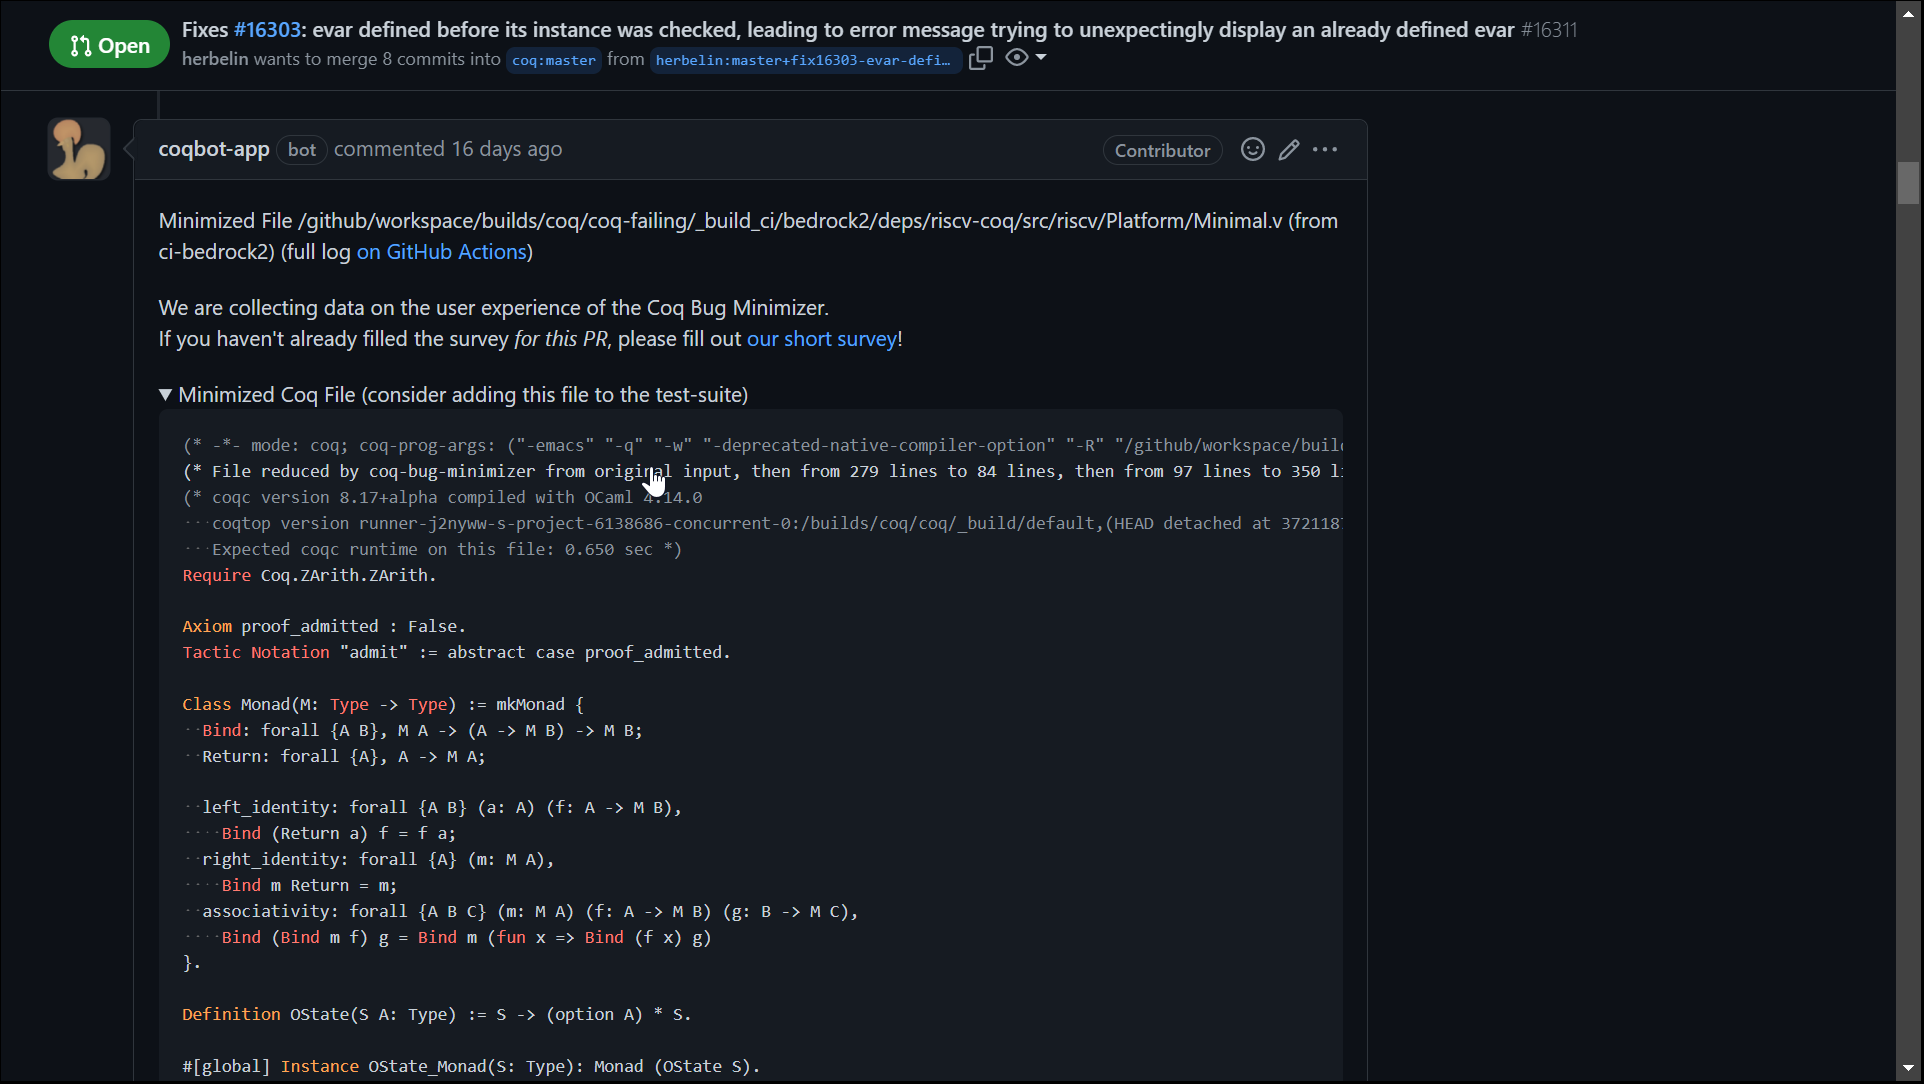 Open
Fixes #16303: evar defined before its instance was checked, leading to error message trying to unexpectingly display an already defined evar #16311
herbelin wants to merge 8 commits into coq:master from herbelin:master+fix16303-evar-defi…
coqbot-app bot commented 16 days ago Contributor
Minimized File /github/workspace/builds/coq/coq-failing/_build_ci/bedrock2/deps/riscv-coq/src/riscv/Platform/Minimal.v (from
ci-bedrock2) (full log on GitHub Actions)
We are collecting data on the user experience of the Coq Bug Minimizer.
If you haven't already filled the survey for this PR, please fill out our short survey!
▼ Minimized Coq File (consider adding this file to the test-suite)
(* -*- mode: coq; coq-prog-args: ("-emacs" "-q" "-w" "-deprecated-native-compiler-option" "-R" "/github/workspace/buil
(* File reduced by coq-bug-minimizer from original input, then from 279 lines to 84 lines, then from 97 lines to 350 l
(* coqc version 8.17+alpha compiled with OCaml 4.14.0
···coqtop version runner-j2nyww-s-project-6138686-concurrent-0:/builds/coq/coq/_build/default,(HEAD detached at 372118
···Expected coqc runtime on this file: 0.650 sec *)
Require Coq.ZArith.ZArith.
Axiom proof_admitted : False.
Tactic Notation "admit" := abstract case proof_admitted.
Class Monad(M: Type -> Type) := mkMonad {
··Bind: forall {A B}, M A -> (A -> M B) -> M B;
··Return: forall {A}, A -> M A;
··left_identity: forall {A B} (a: A) (f: A -> M B),
····Bind (Return a) f = f a;
··right_identity: forall {A} (m: M A),
····Bind m Return = m;
··associativity: forall {A B C} (m: M A) (f: A -> M B) (g: B -> M C),
····Bind (Bind m f) g = Bind m (fun x => Bind (f x) g)
}.
Definition OState(S A: Type) := S -> (option A) * S.
#[global] Instance OState_Monad(S: Type): Monad (OState S).